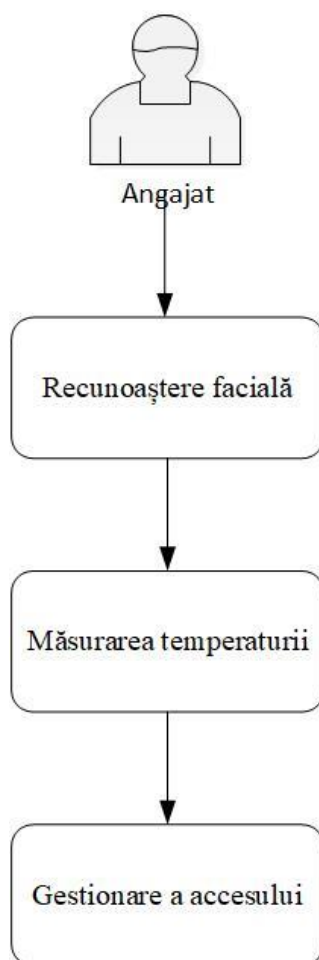 Angajat
Recunoaștere facială
Măsurarea temperaturii
Gestionare a accesului